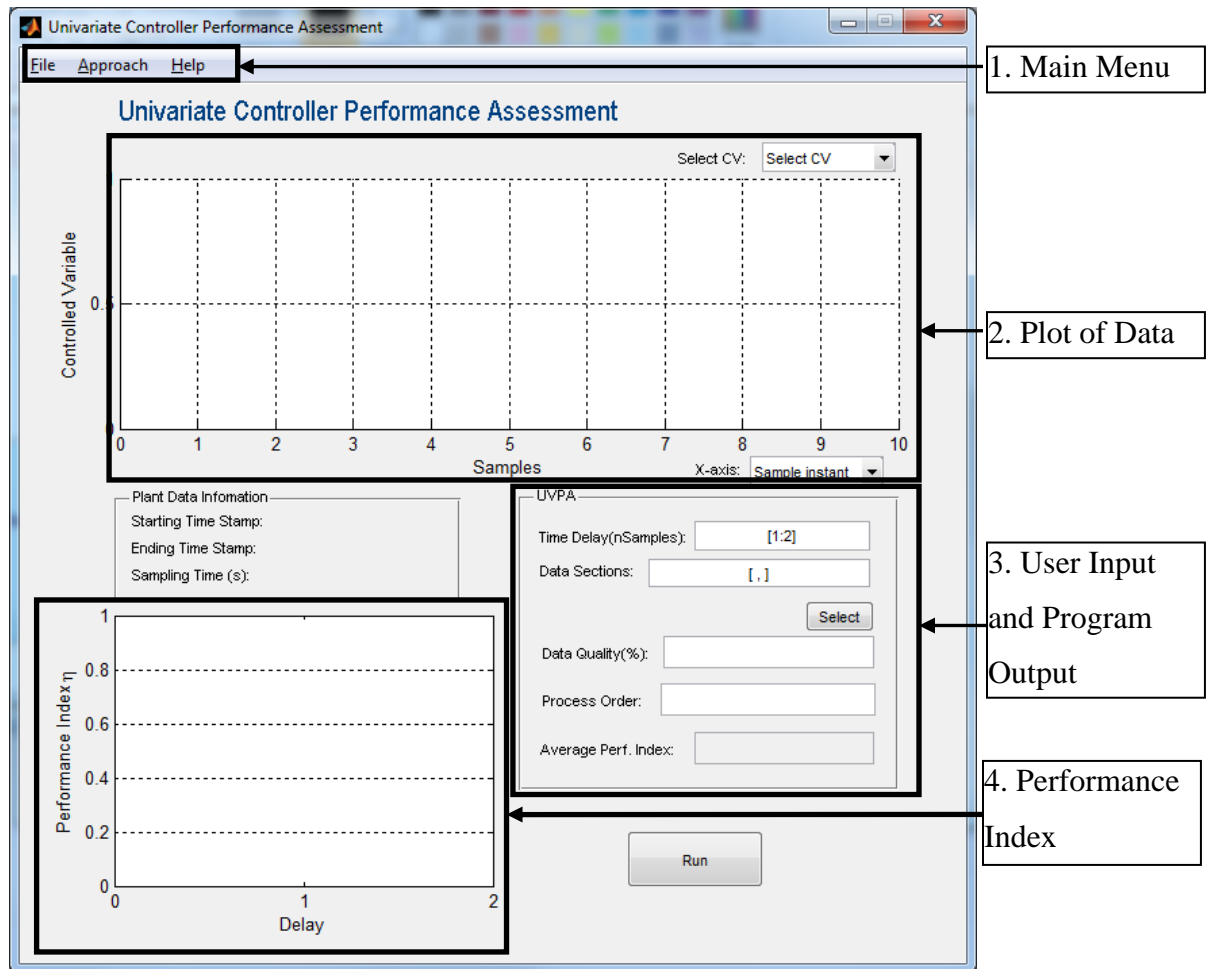 Univariate Controller Performance Assessment
File Approach Help
1. Main Menu
Univariate Controller Performance Assessment
Select CV: Select CV
Controlled Variable
0.5
0
0 1 2 3 4 5 6 7 8 9 10
Samples
X-axis: Sample instant
2. Plot of Data
Plant Data Infomation
Starting Time Stamp:
Ending Time Stamp:
Sampling Time (s):
UVPA
Time Delay(nSamples): [1:2]
Data Sections: [ , ]
Select
Data Quality(%):
Process Order:
Average Perf. Index:
3. User Input
and Program
Output
Performance Index η
1
0.8
0.6
0.4
0.2
0
0 1 2
Delay
4. Performance
Index
Run